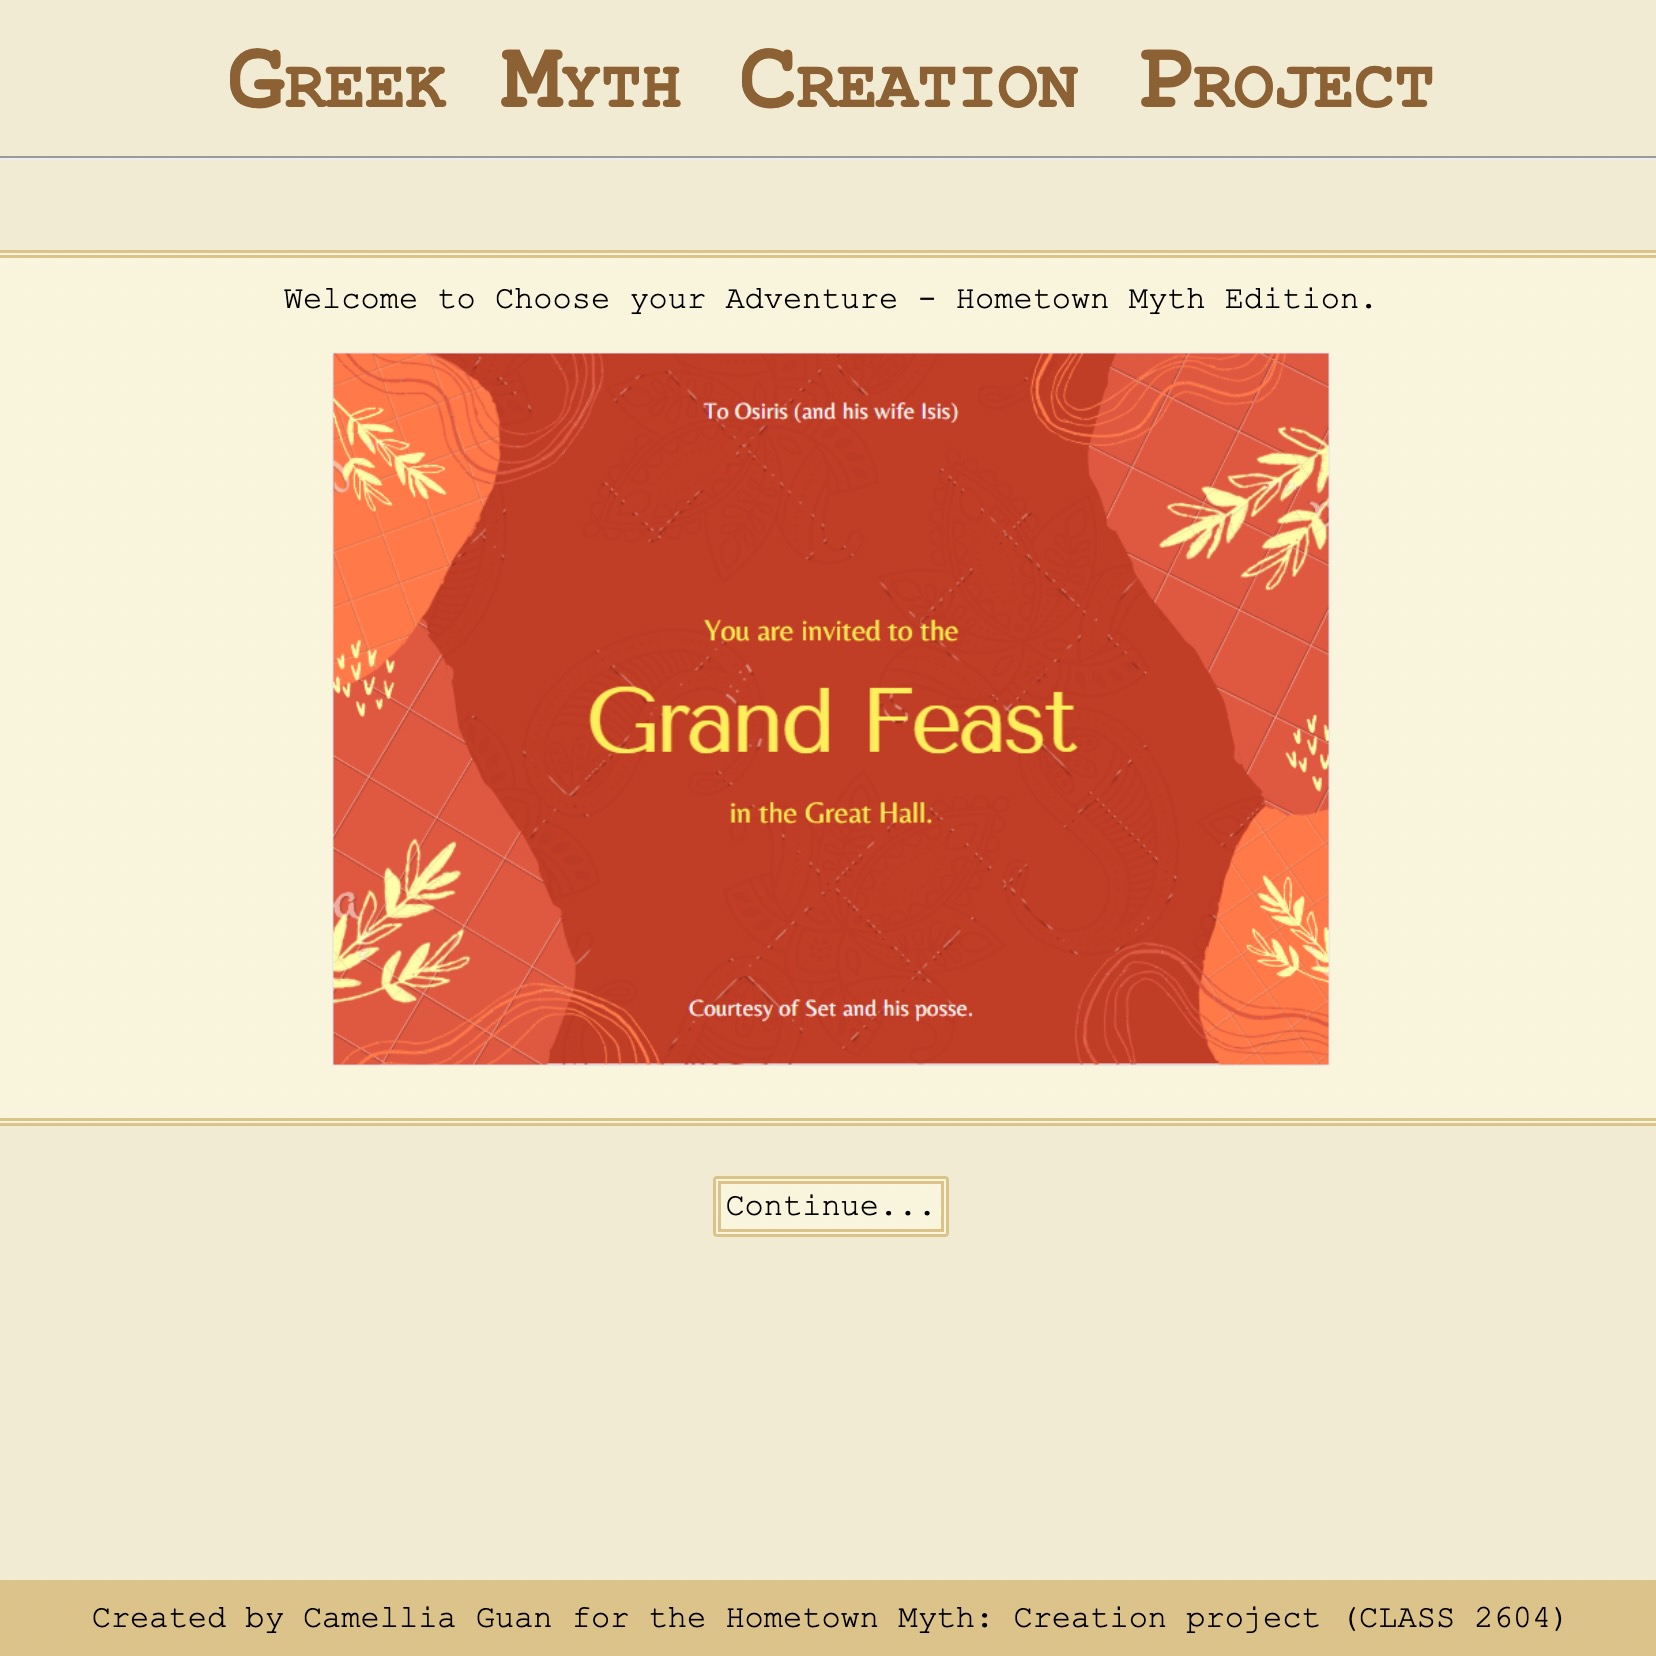 Greek Myth Creation Project
Welcome to Choose your Adventure - Hometown Myth Edition.
To Osiris (and his wife Isis)
You are invited to the
Grand Feast
in the Great Hall.
Courtesy of Set and his posse.
Continue...
Created by Camellia Guan for the Hometown Myth: Creation project (CLASS 2604)